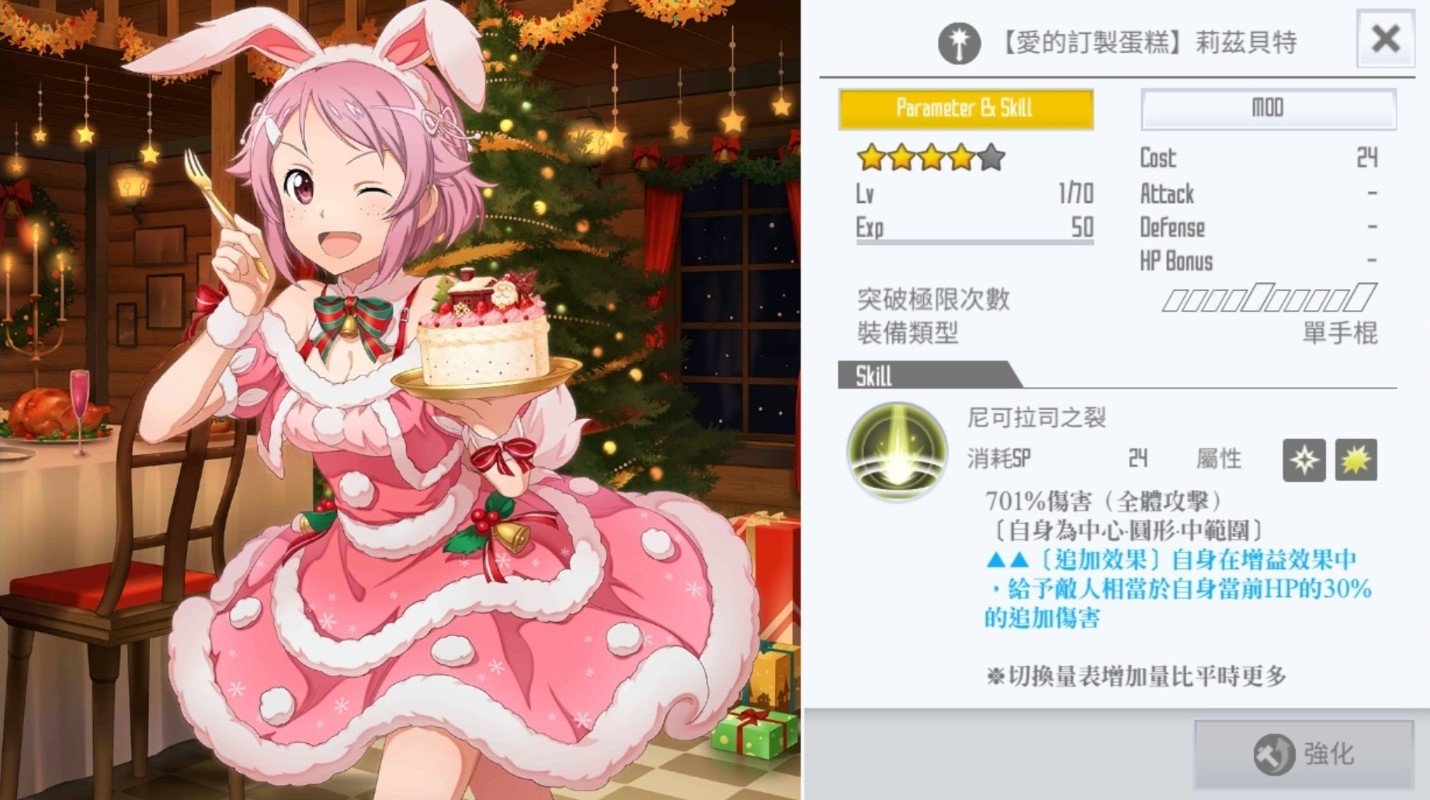 【愛的訂製蛋糕】莉茲貝特
Parameter & Skill
MOD
Lv 1/70
Exp 50
Cost 24
Attack -
Defense -
HP Bonus -
突破極限次數
裝備類型 單手棍
Skill
尼可拉司之裂
消耗SP 24 屬性
701%傷害（全體攻擊）
〔自身為中心·圓形·中範圍〕
▲▲〔追加效果〕自身在增益效果中
，給予敵人相當於自身當前HP的30%
的追加傷害
※切換量表增加量比平時更多
強化